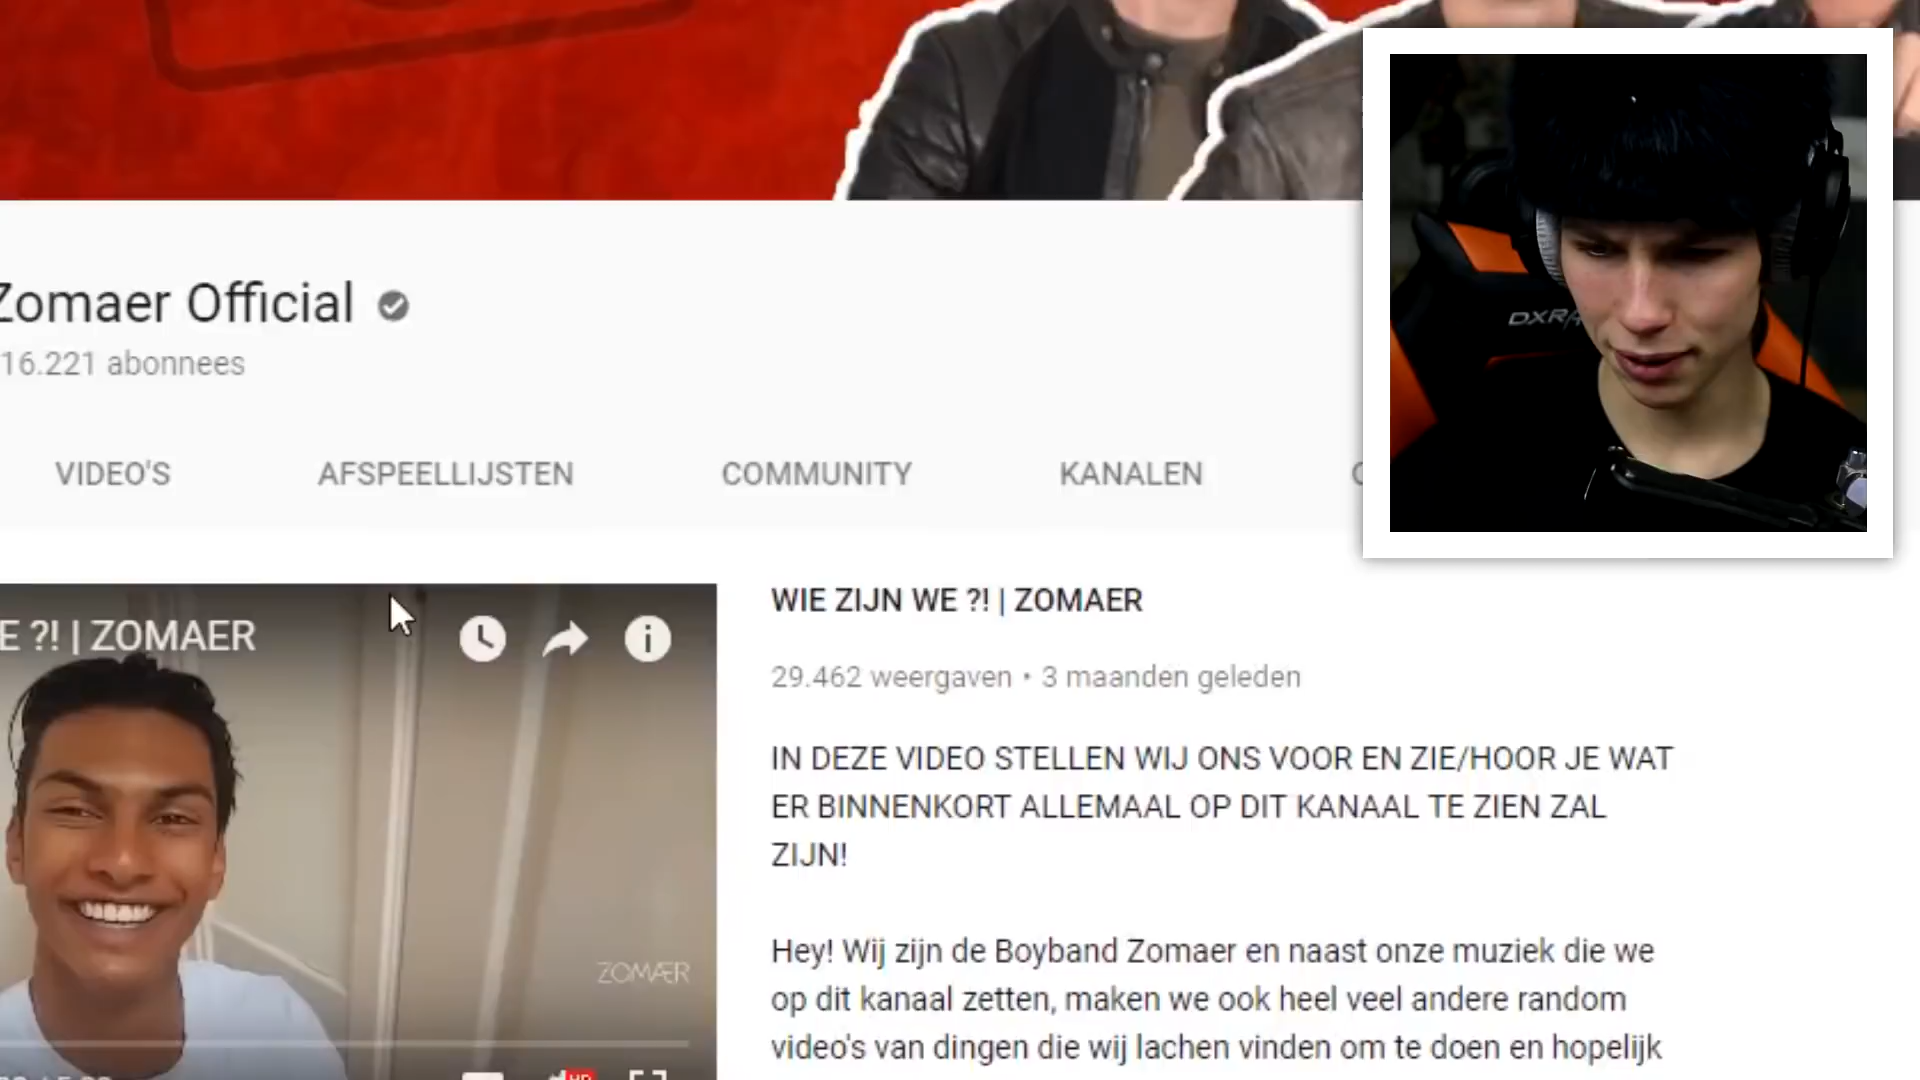 Zomaer Official
16.221 abonnees
VIDEO'S AFSPEELLIJSTEN COMMUNITY KANALEN
DXRA
E ?! | ZOMAER
ZOMÆR
HD
WIE ZIJN WE ?! | ZOMAER
29.462 weergaven • 3 maanden geleden
IN DEZE VIDEO STELLEN WIJ ONS VOOR EN ZIE/HOOR JE WAT
ER BINNENKORT ALLEMAAL OP DIT KANAAL TE ZIEN ZAL
ZIJN!
Hey! Wij zijn de Boyband Zomaer en naast onze muziek die we
op dit kanaal zetten, maken we ook heel veel andere random
video's van dingen die wij lachen vinden om te doen en hopelijk